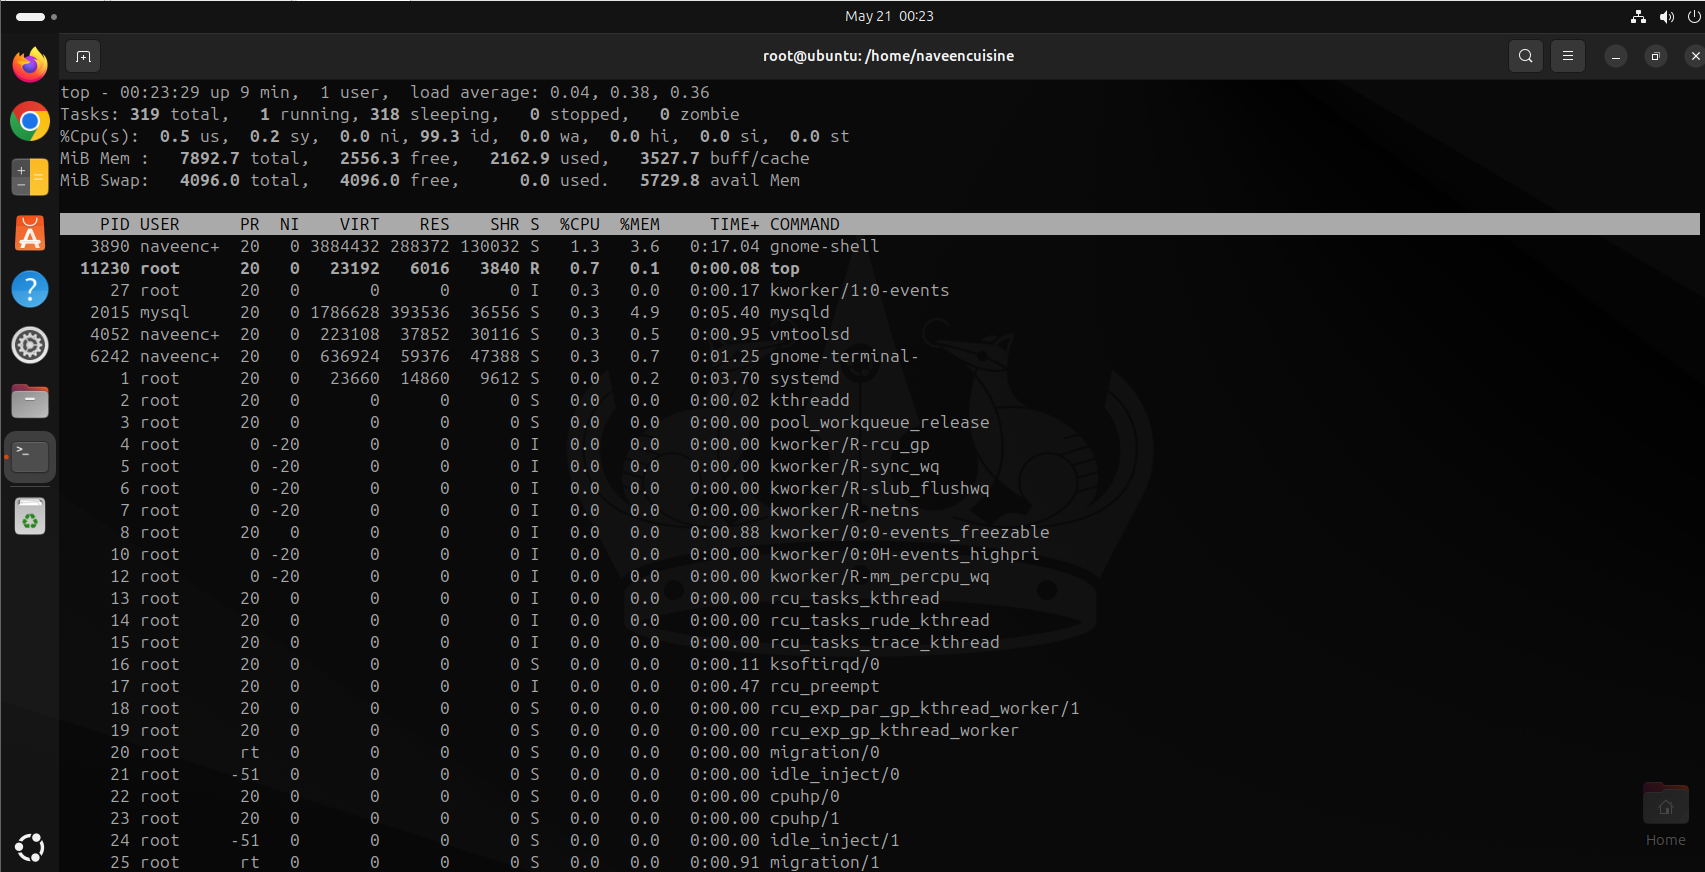 May 21 00:23
root@ubuntu: /home/naveencuisine
top - 00:23:29 up 9 min,  1 user,  load average: 0.04, 0.38, 0.36
Tasks: 319 total,   1 running, 318 sleeping,   0 stopped,   0 zombie
%Cpu(s):  0.5 us,  0.2 sy,  0.0 ni, 99.3 id,  0.0 wa,  0.0 hi,  0.0 si,  0.0 st
MiB Mem :   7892.7 total,   2556.3 free,   2162.9 used,   3527.7 buff/cache
MiB Swap:   4096.0 total,   4096.0 free,      0.0 used.   5729.8 avail Mem
PID USER      PR  NI    VIRT    RES    SHR S  %CPU  %MEM     TIME+ COMMAND
3890 naveenc+  20   0 3884432 288372 130032 S   1.3   3.6   0:17.04 gnome-shell
11230 root      20   0   23192   6016   3840 R   0.7   0.1   0:00.08 top
27 root      20   0       0      0      0 I   0.3   0.0   0:00.17 kworker/1:0-events
2015 mysql     20   0 1786628 393536  36556 S   0.3   4.9   0:05.40 mysqld
4052 naveenc+  20   0  223108  37852  30116 S   0.3   0.5   0:00.95 vmtoolsd
6242 naveenc+  20   0  636924  59376  47388 S   0.3   0.7   0:01.25 gnome-terminal-
1 root      20   0   23660  14860   9612 S   0.0   0.2   0:03.70 systemd
2 root      20   0       0      0      0 S   0.0   0.0   0:00.02 kthreadd
3 root      20   0       0      0      0 S   0.0   0.0   0:00.00 pool_workqueue_release
4 root       0 -20       0      0      0 I   0.0   0.0   0:00.00 kworker/R-rcu_gp
5 root       0 -20       0      0      0 I   0.0   0.0   0:00.00 kworker/R-sync_wq
6 root       0 -20       0      0      0 I   0.0   0.0   0:00.00 kworker/R-slub_flushwq
7 root       0 -20       0      0      0 I   0.0   0.0   0:00.00 kworker/R-netns
8 root      20   0       0      0      0 I   0.0   0.0   0:00.88 kworker/0:0-events_freezable
10 root       0 -20       0      0      0 I   0.0   0.0   0:00.00 kworker/0:0H-events_highpri
12 root       0 -20       0      0      0 I   0.0   0.0   0:00.00 kworker/R-mm_percpu_wq
13 root      20   0       0      0      0 I   0.0   0.0   0:00.00 rcu_tasks_kthread
14 root      20   0       0      0      0 I   0.0   0.0   0:00.00 rcu_tasks_rude_kthread
15 root      20   0       0      0      0 I   0.0   0.0   0:00.00 rcu_tasks_trace_kthread
16 root      20   0       0      0      0 S   0.0   0.0   0:00.11 ksoftirqd/0
17 root      20   0       0      0      0 I   0.0   0.0   0:00.47 rcu_preempt
18 root      20   0       0      0      0 S   0.0   0.0   0:00.00 rcu_exp_par_gp_kthread_worker/1
19 root      20   0       0      0      0 S   0.0   0.0   0:00.00 rcu_exp_gp_kthread_worker
20 root      rt   0       0      0      0 S   0.0   0.0   0:00.00 migration/0
21 root     -51   0       0      0      0 S   0.0   0.0   0:00.00 idle_inject/0
22 root      20   0       0      0      0 S   0.0   0.0   0:00.00 cpuhp/0
23 root      20   0       0      0      0 S   0.0   0.0   0:00.00 cpuhp/1
24 root     -51   0       0      0      0 S   0.0   0.0   0:00.00 idle_inject/1
25 root      rt   0       0      0      0 S   0.0   0.0   0:00.91 migration/1
Home